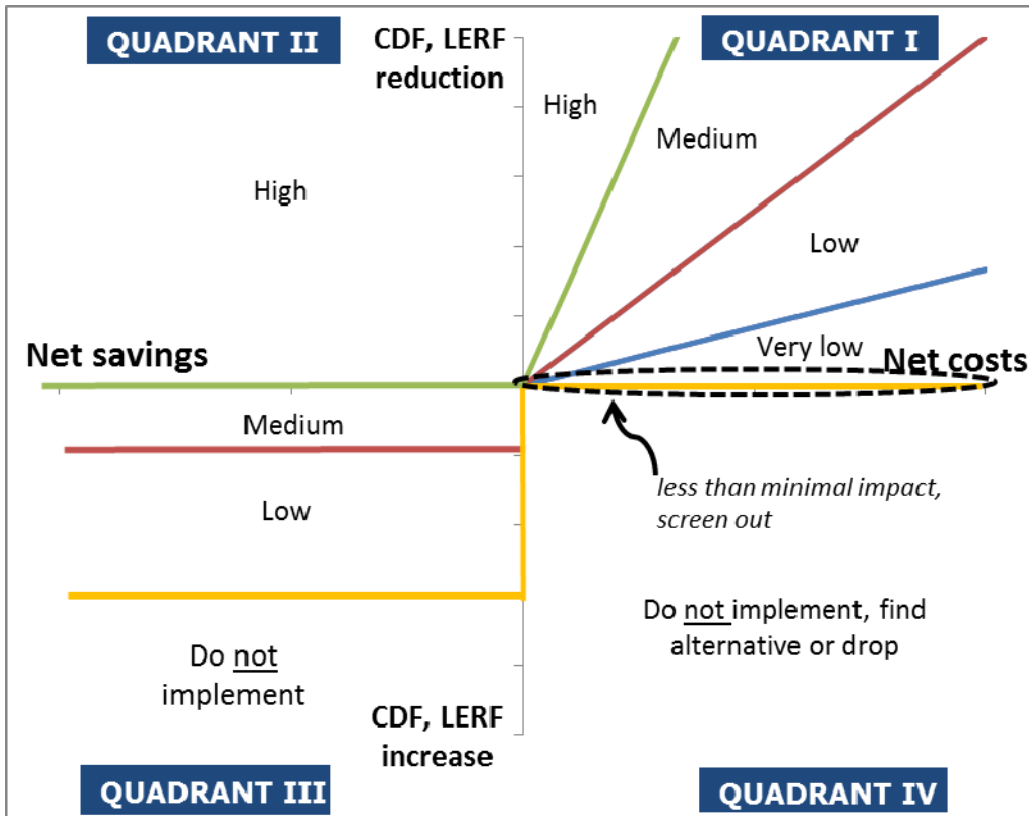 QUADRANT II
CDF, LERF
reduction
QUADRANT I
High
Medium
High
Low
Very low
Net savings
Net costs
Medium
less than minimal impact,
screen out
Low
Do not implement, find
alternative or drop
Do not
implement
CDF, LERF
increase
QUADRANT III
QUADRANT IV